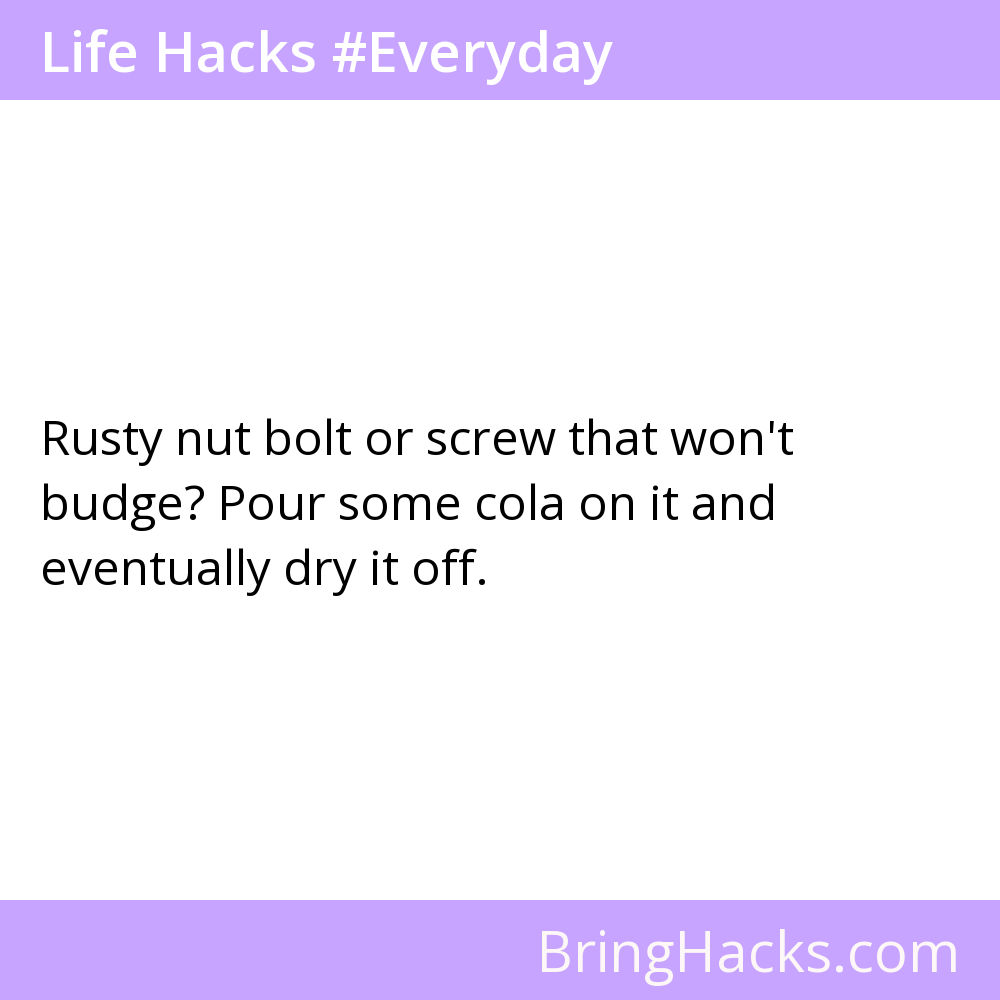 Life Hacks #Everyday
Rusty nut bolt or screw that won't
budge? Pour some cola on it and
eventually dry it off.
BringHacks.com